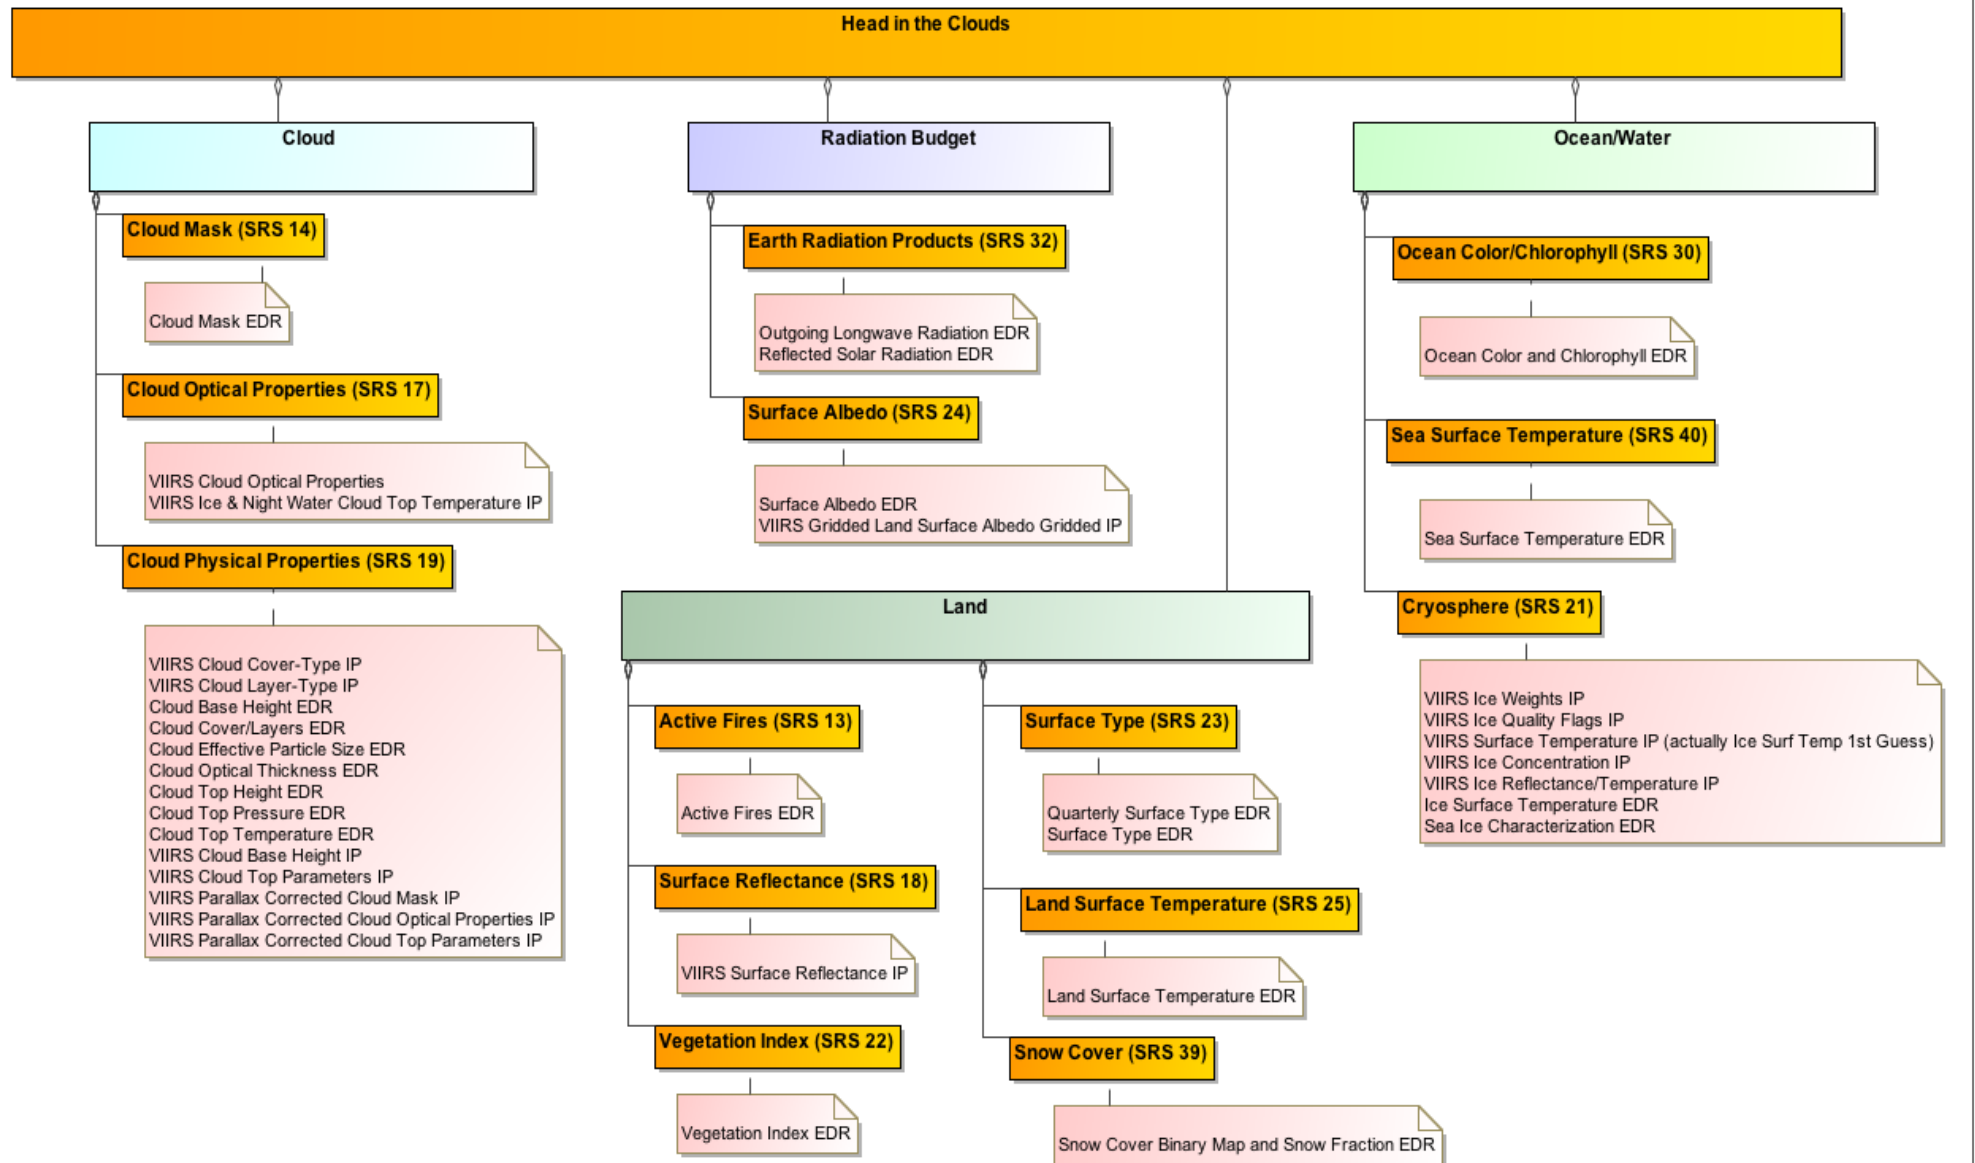 Head in the Clouds
Cloud
Cloud Mask (SRS 14)
Cloud Mask EDR
Cloud Optical Properties (SRS 17)
VIIRS Cloud Optical Properties
VIIRS Ice & Night Water Cloud Top Temperature IP
Cloud Physical Properties (SRS 19)
VIIRS Cloud Cover-Type IP
VIIRS Cloud Layer-Type IP
Cloud Base Height EDR
Cloud Cover/Layers EDR
Cloud Effective Particle Size EDR
Cloud Optical Thickness EDR
Cloud Top Height EDR
Cloud Top Pressure EDR
Cloud Top Temperature EDR
VIIRS Cloud Base Height IP
VIIRS Cloud Top Parameters IP
VIIRS Parallax Corrected Cloud Mask IP
VIIRS Parallax Corrected Cloud Optical Properties IP
VIIRS Parallax Corrected Cloud Top Parameters IP
Radiation Budget
Earth Radiation Products (SRS 32)
Outgoing Longwave Radiation EDR
Reflected Solar Radiation EDR
Surface Albedo (SRS 24)
Surface Albedo EDR
VIIRS Gridded Land Surface Albedo Gridded IP
Land
Active Fires (SRS 13)
Active Fires EDR
Surface Reflectance (SRS 18)
VIIRS Surface Reflectance IP
Vegetation Index (SRS 22)
Vegetation Index EDR
Surface Type (SRS 23)
Quarterly Surface Type EDR
Surface Type EDR
Land Surface Temperature (SRS 25)
Land Surface Temperature EDR
Snow Cover (SRS 39)
Snow Cover Binary Map and Snow Fraction EDR
Ocean/Water
Ocean Color/Chlorophyll (SRS 30)
Ocean Color and Chlorophyll EDR
Sea Surface Temperature (SRS 40)
Sea Surface Temperature EDR
Cryosphere (SRS 21)
VIIRS Ice Weights IP
VIIRS Ice Quality Flags IP
VIIRS Surface Temperature IP (actually Ice Surf Temp 1st Guess)
VIIRS Ice Concentration IP
VIIRS Ice Reflectance/Temperature IP
Ice Surface Temperature EDR
Sea Ice Characterization EDR